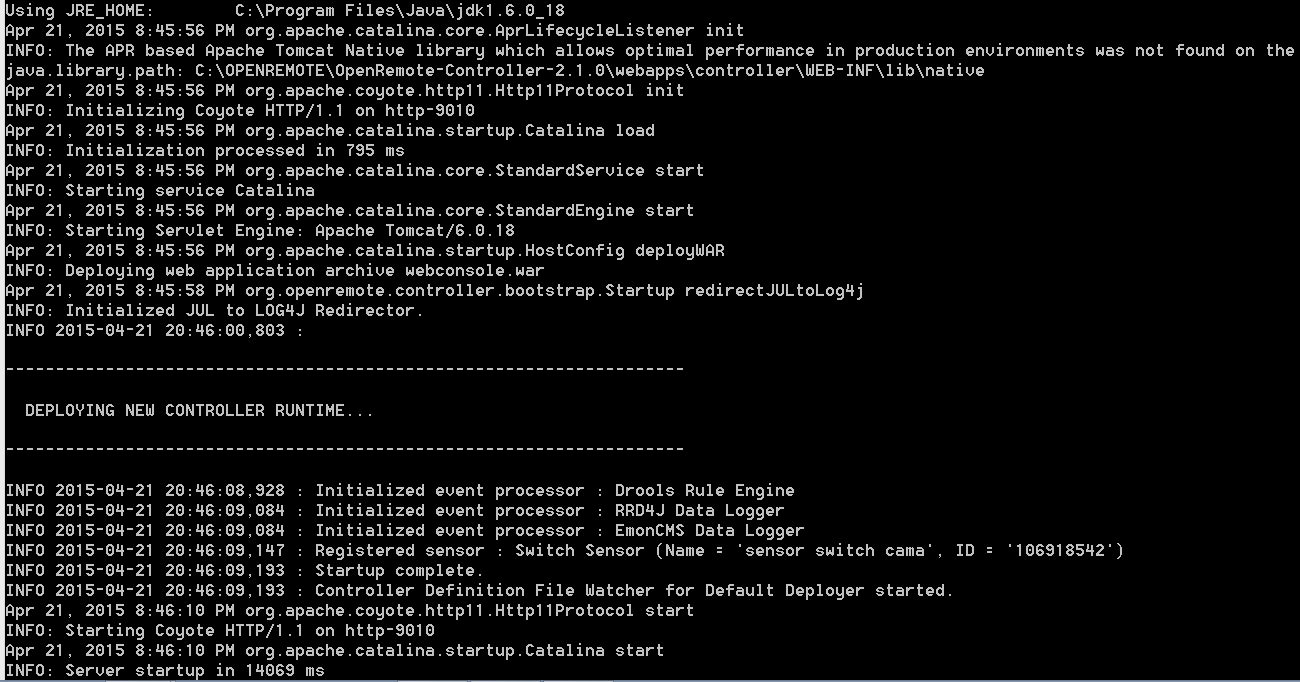 Using JRE_HOME:        C:\Program Files\Java\jdk1.6.0_18
Apr 21, 2015 8:45:56 PM org.apache.catalina.core.AprLifecycleListener init
INFO: The APR based Apache Tomcat Native library which allows optimal performance in production environments was not found on the
java.library.path: C:\OPENREMOTE\OpenRemote-Controller-2.1.0\webapps\controller\WEB-INF\lib\native
Apr 21, 2015 8:45:56 PM org.apache.coyote.http11.Http11Protocol init
INFO: Initializing Coyote HTTP/1.1 on http-9010
Apr 21, 2015 8:45:56 PM org.apache.catalina.startup.Catalina load
INFO: Initialization processed in 795 ms
Apr 21, 2015 8:45:56 PM org.apache.catalina.core.StandardService start
INFO: Starting service Catalina
Apr 21, 2015 8:45:56 PM org.apache.catalina.core.StandardEngine start
INFO: Starting Servlet Engine: Apache Tomcat/6.0.18
Apr 21, 2015 8:45:56 PM org.apache.catalina.startup.HostConfig deployWAR
INFO: Deploying web application archive webconsole.war
Apr 21, 2015 8:45:58 PM org.openremote.controller.bootstrap.Startup redirectJULtoLog4j
INFO: Initialized JUL to LOG4J Redirector.
INFO 2015-04-21 20:46:00,803 :
--------------------------------------------------------------------
DEPLOYING NEW CONTROLLER RUNTIME...
--------------------------------------------------------------------
INFO 2015-04-21 20:46:08,928 : Initialized event processor : Drools Rule Engine
INFO 2015-04-21 20:46:09,084 : Initialized event processor : RRD4J Data Logger
INFO 2015-04-21 20:46:09,084 : Initialized event processor : EmonCMS Data Logger
INFO 2015-04-21 20:46:09,147 : Registered sensor : Switch Sensor (Name = 'sensor switch cama', ID = '106918542')
INFO 2015-04-21 20:46:09,193 : Startup complete.
INFO 2015-04-21 20:46:09,193 : Controller Definition File Watcher for Default Deployer started.
Apr 21, 2015 8:46:10 PM org.apache.coyote.http11.Http11Protocol start
INFO: Starting Coyote HTTP/1.1 on http-9010
Apr 21, 2015 8:46:10 PM org.apache.catalina.startup.Catalina start
INFO: Server startup in 14069 ms